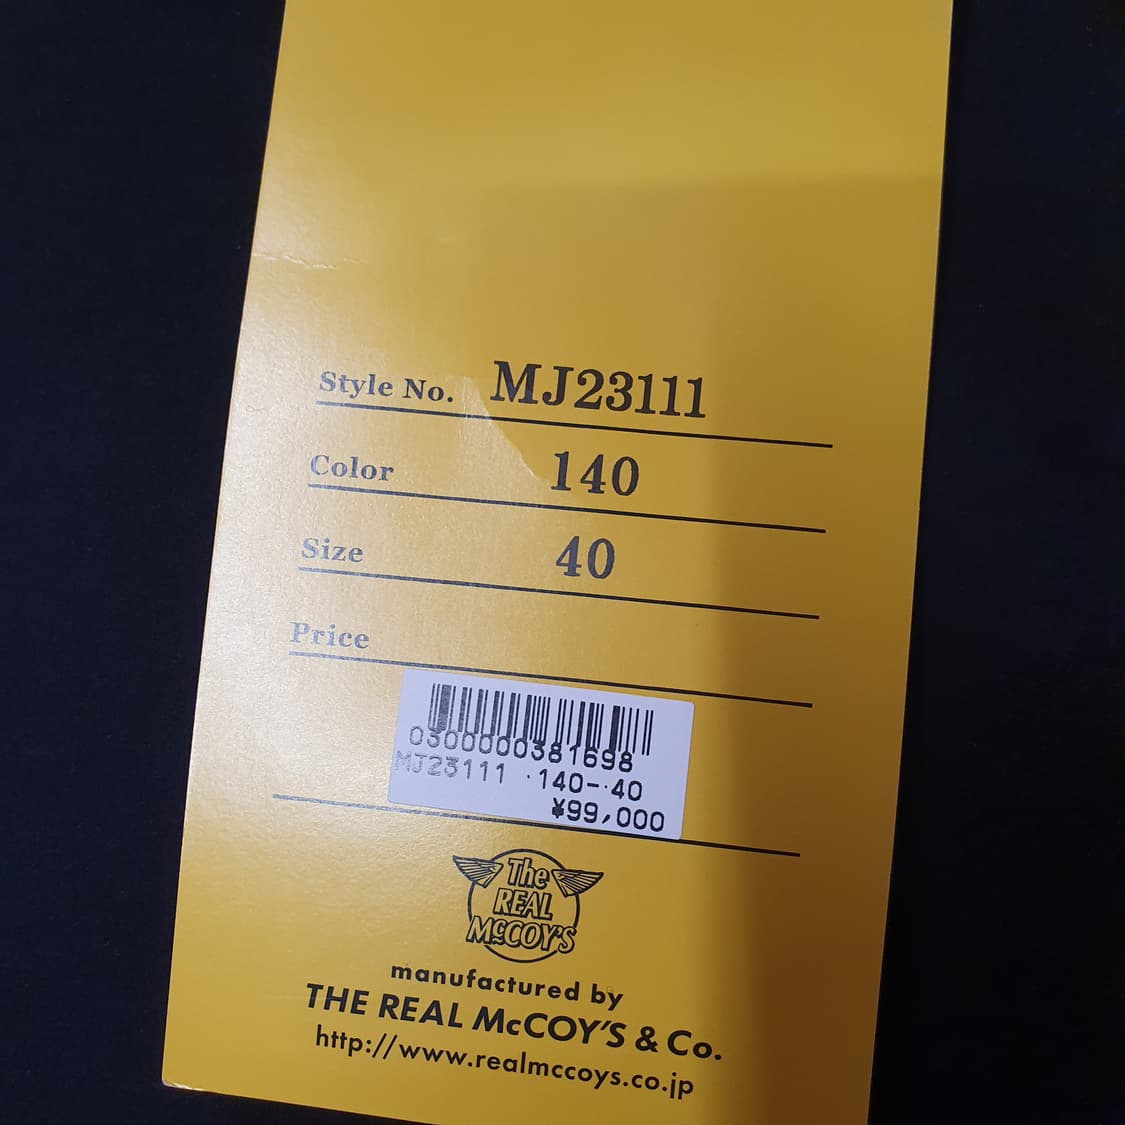 Style No. MJ23111
Color 140
Size 40
Price
0300000381698
MJ23111 ·140-·40
¥99,000
The
REAL
McCOY'S
manufactured by
THE REAL McCOY'S & Co.
http://www.realmccoys.co.jp